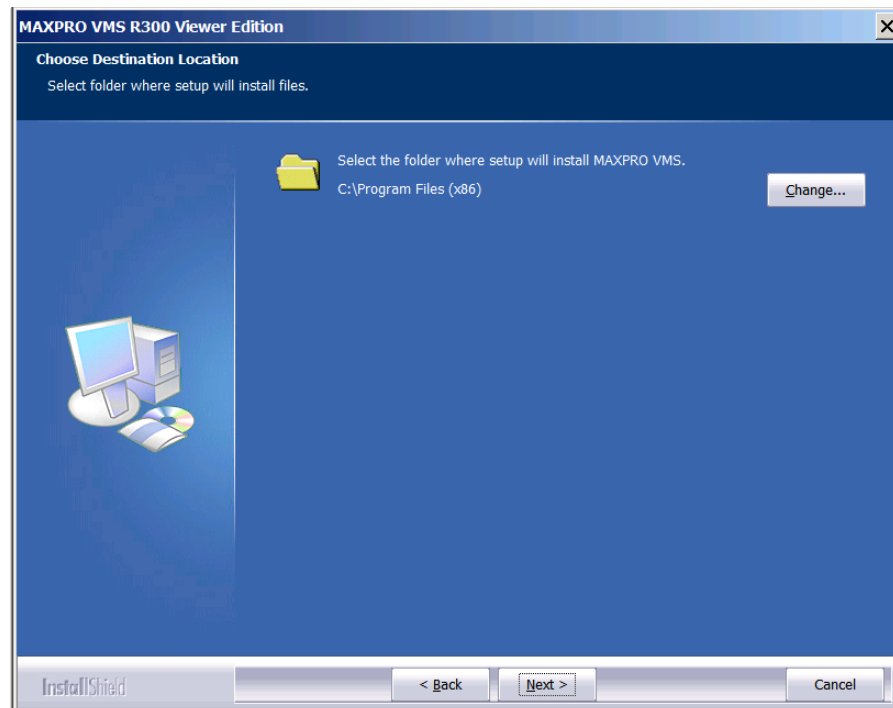 MAXPRO VMS R300 Viewer Edition
Choose Destination Location
Select folder where setup will install files.
Select the folder where setup will install MAXPRO VMS.
C:\Program Files (x86)
Change...
InstallShield
< Back
Next >
Cancel